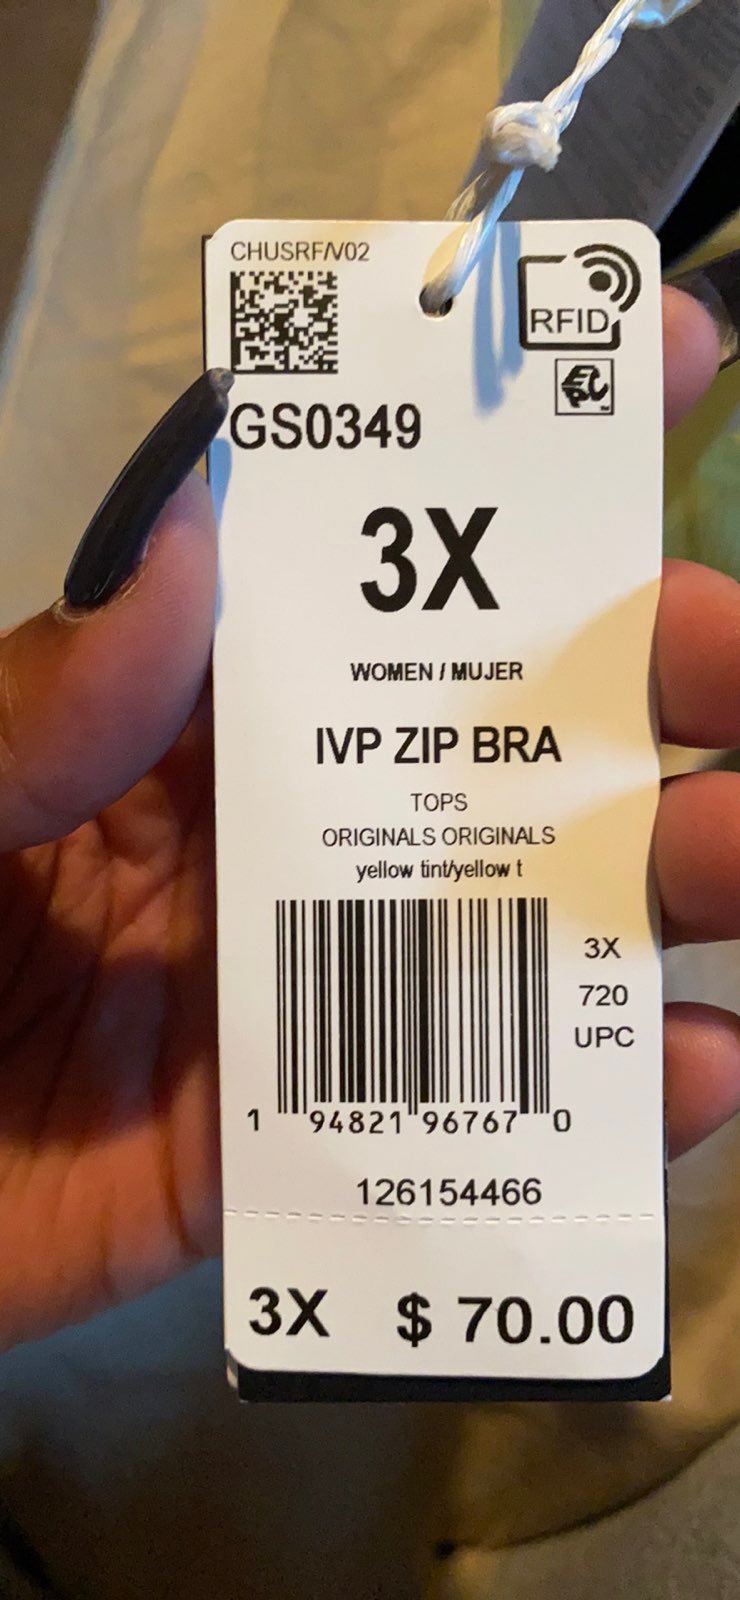 CHUSRF/V02
RFID
EPC
GS0349
3X
WOMEN / MUJER
IVP ZIP BRA
TOPS
ORIGINALS ORIGINALS
yellow tint/yellow t
3X
720
UPC
1 94821 96767 0
126154466
3X $ 70.00